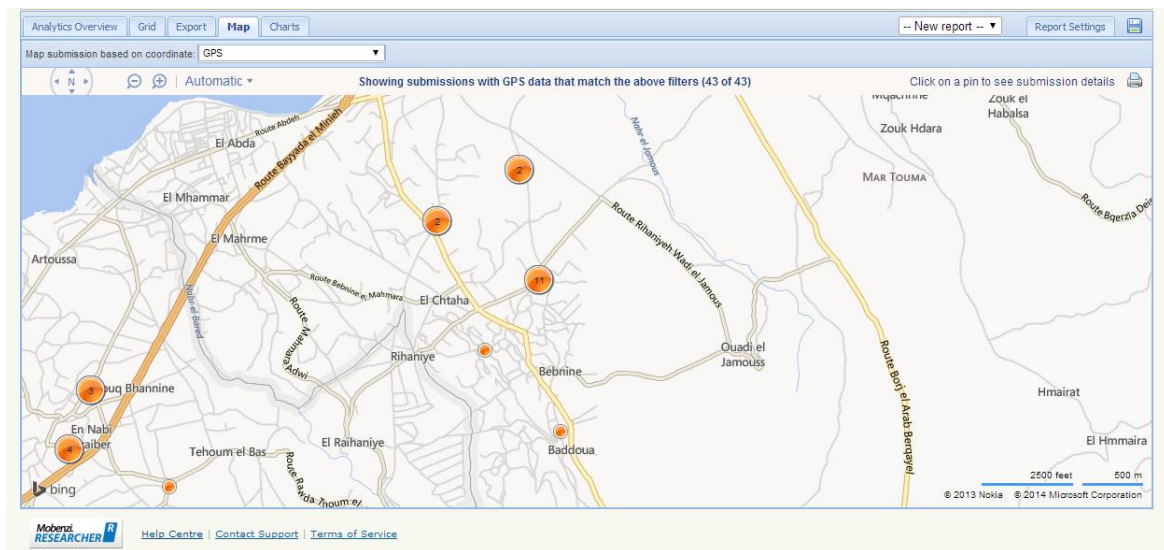 Analytics Overview Grid Export Map Charts -- New report -- Report Settings
Map submission based on coordinate: GPS
N Automatic Showing submissions with GPS data that match the above filters (43 of 43) Click on a pin to see submission details
Zouk el
Habalsa
Route Abdeh
Nahr el Jamous
Zouk Hdara
El Abda
Route Bayyada el Minieh
2
MAR TOUMA
El Mhammar
Route Bqerzla Deir
2
Route Rihaniyeh Wadi el Jamous
El Mahrme
Artoussa
Route Bebnine el Mahmara
11
Nahr el Bared
El Chtaha
Route Mahmara Adwi
Rihaniye
Ouadi el
Jamouss
Bebnine
Route Borj el Arab Berqayel
3
Bhannine
Hmairat
En Nabi
4
El Raihaniye
El Hmmaira
Tehoum el Bas
Baddoua
Route Rawda Thoum el
2500 feet 500 m
bing
© 2013 Nokia © 2014 Microsoft Corporation
Mobenzi
RESEARCHER R
Help Centre | Contact Support | Terms of Service